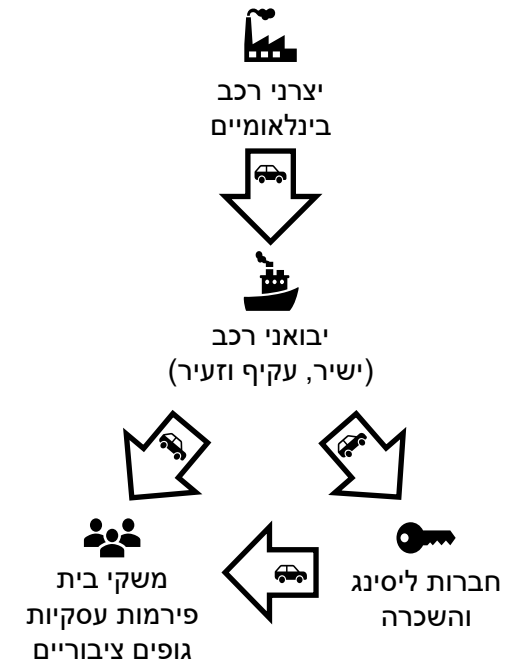 יצרני רכב
בינלאומיים
יבואני רכב
(ישיר, עקיף וזעיר)
חברות ליסינג
והשכרה
משקי בית
פירמות עסקיות
גופים ציבוריים